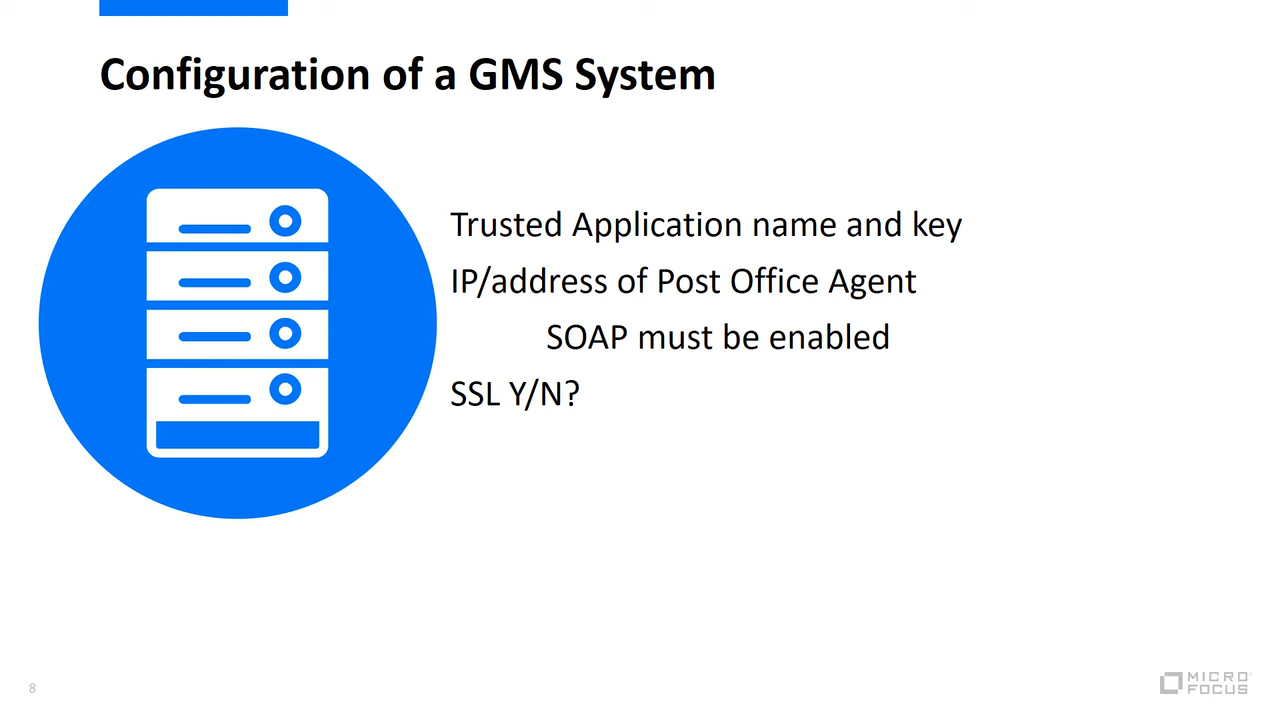 Configuration of a GMS System
Trusted Application name and key
IP/address of Post Office Agent
SOAP must be enabled
SSL Y/N?
8
MICRO
FOCUS